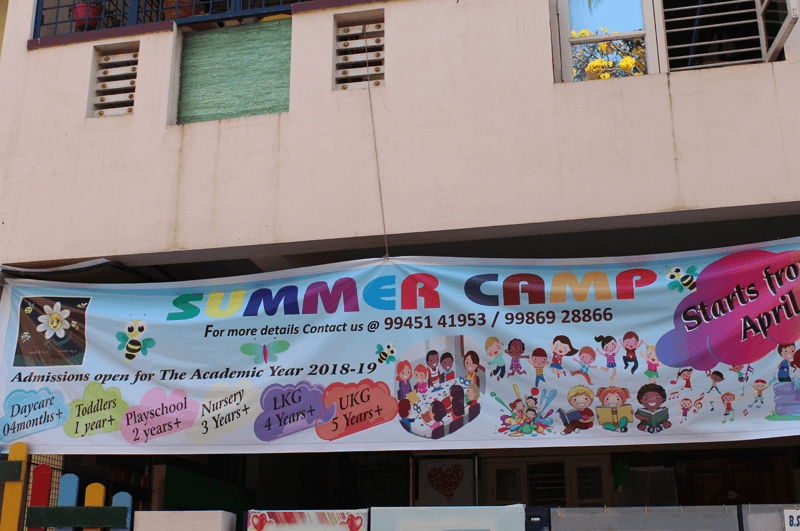 SUMMER CAMP
For more details Contact us @ 99451 41953 / 99869 28866
Starts fro
April
Admissions open for The Academic Year 2018-19
Daycare
04months+
Toddlers
1 year+
Playschool
2 years+
Nursery
3 Years+
LKG
4 Years+
UKG
5 Years+